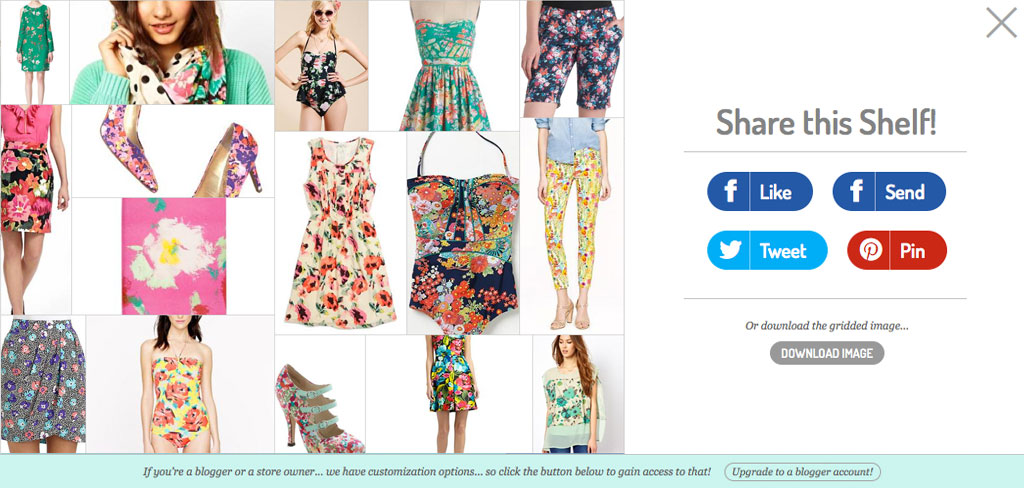 Share this Shelf!
Like
Send
Tweet
Pin
Or download the gridded image...
DOWNLOAD IMAGE
If you're a blogger or a store owner... we have customization options... so click the button below to gain access to that!
Upgrade to a blogger account!